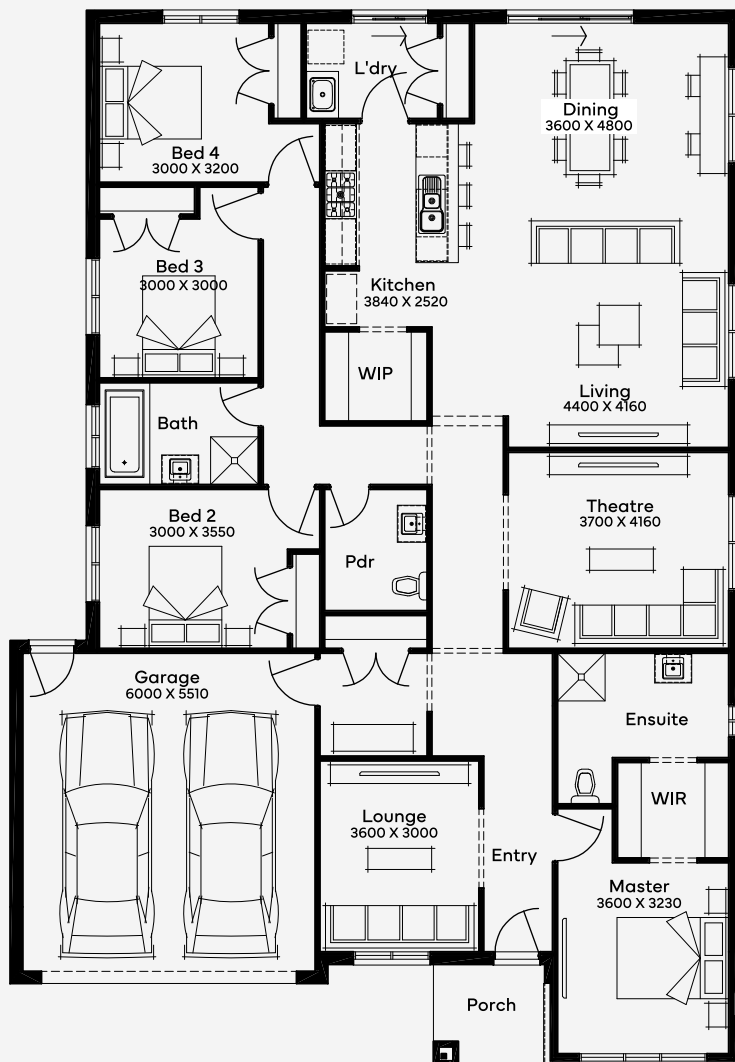 L'dry
Dining
3600 X 4800
Bed 4
3000 X 3200
Bed 3
3000 X 3000
Kitchen
3840 X 2520
WIP
Living
4400 X 4160
Bath
Bed 2
3000 X 3550
Theatre
3700 X 4160
Pdr
Garage
6000 X 5510
Ensuite
WIR
Lounge
3600 X 3000
Entry
Master
3600 X 3230
Porch